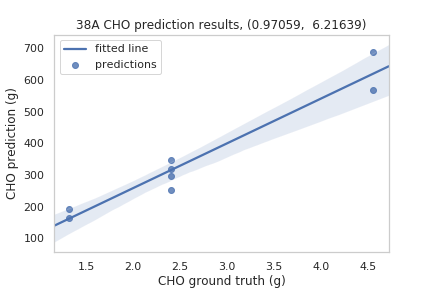 38A CHO prediction results, (0.97059,  6.21639)
fitted line
predictions
700
600
500
400
300
200
100
CHO prediction (g)
1.5 2.0 2.5 3.0 3.5 4.0 4.5
CHO ground truth (g)